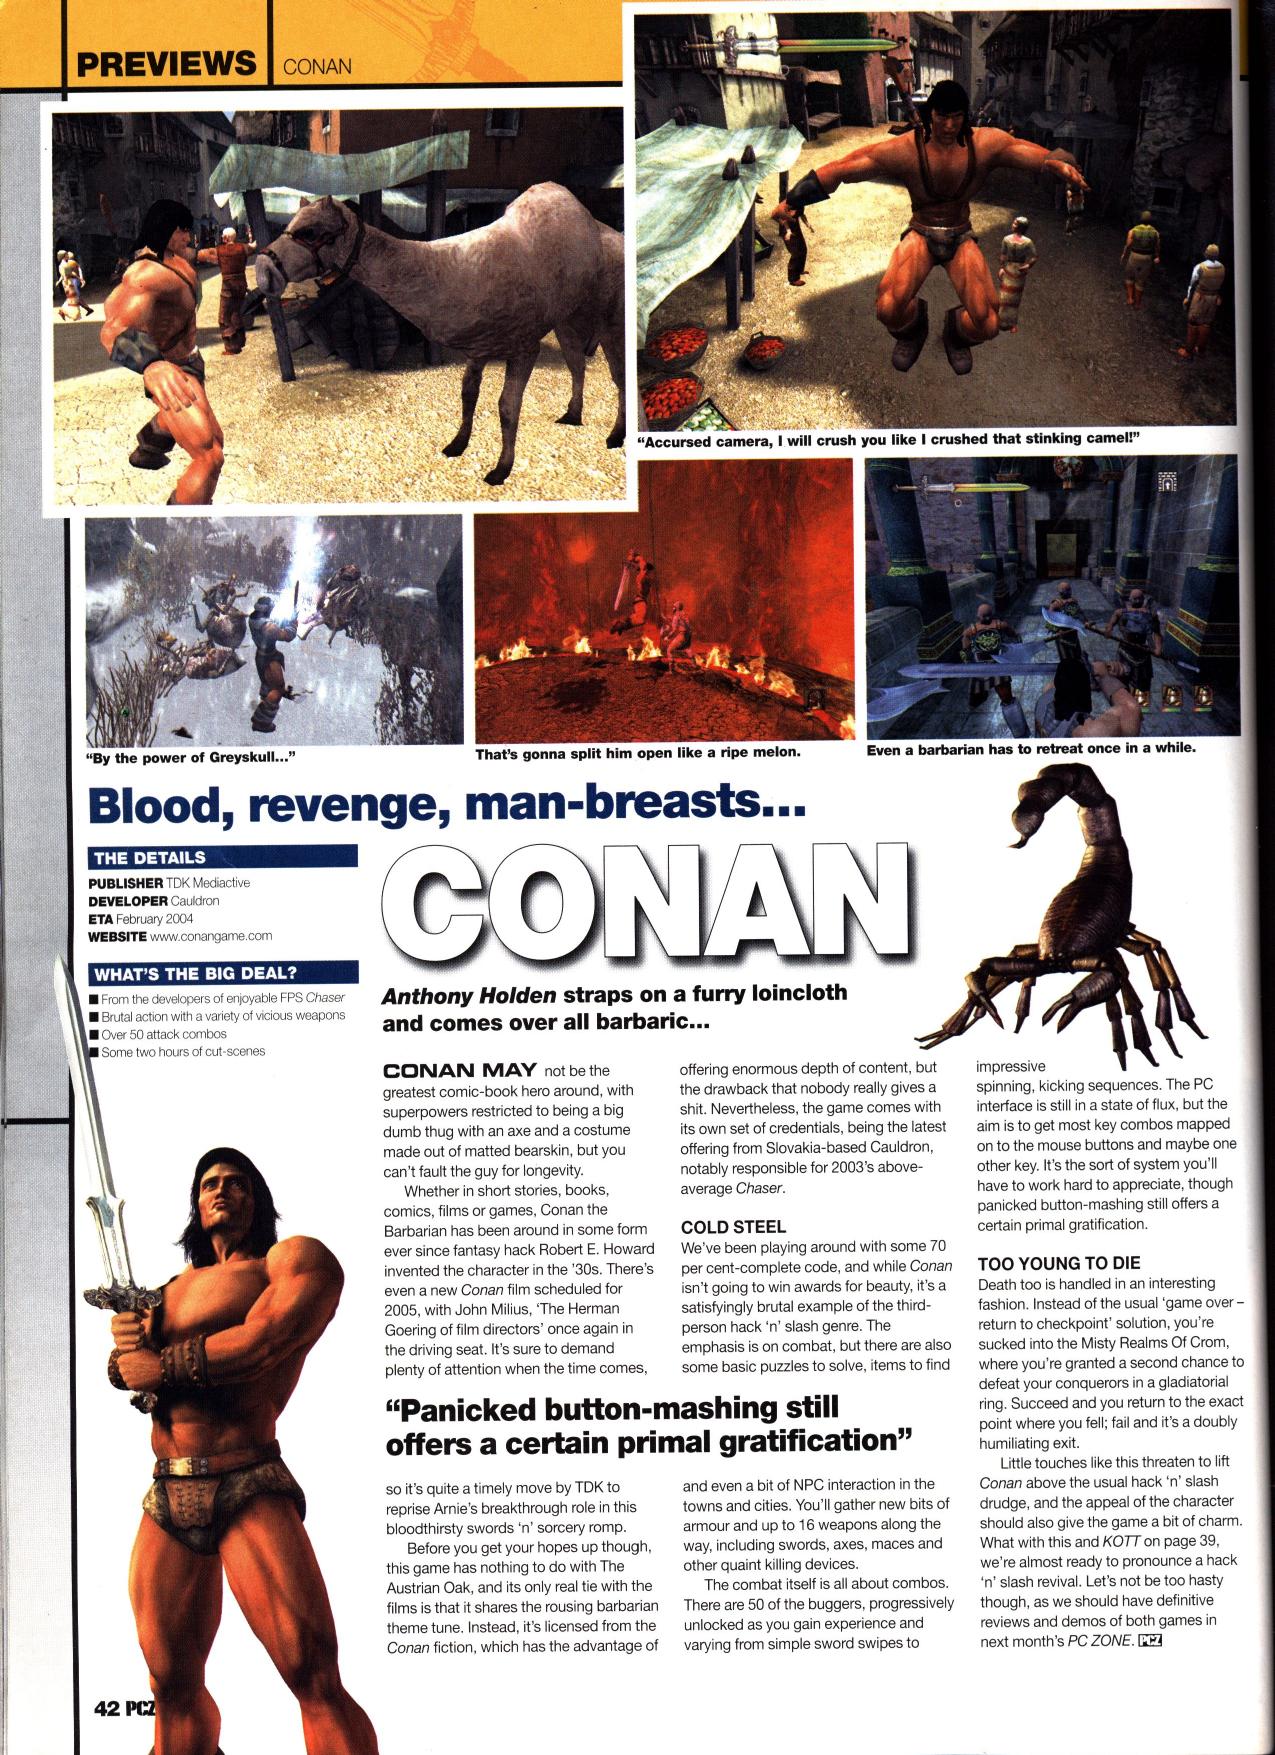 PREVIEWS CONAN
"Accursed camera, I will crush you like I crushed that stinking camel!"
"By the power of Greyskull..."
That's gonna split him open like a ripe melon.
Even a barbarian has to retreat once in a while.
Blood, revenge, man-breasts...
THE DETAILS
PUBLISHER TDK Mediactive
DEVELOPER Cauldron
ETA February 2004
WEBSITE www.conangame.com
WHAT'S THE BIG DEAL?
■ From the developers of enjoyable FPS Chaser
■ Brutal action with a variety of vicious weapons
■ Over 50 attack combos
■ Some two hours of cut-scenes
CONAN
Anthony Holden straps on a furry loincloth
and comes over all barbaric...
CONAN MAY not be the
greatest comic-book hero around, with
superpowers restricted to being a big
dumb thug with an axe and a costume
made out of matted bearskin, but you
can't fault the guy for longevity.
Whether in short stories, books,
comics, films or games, Conan the
Barbarian has been around in some form
ever since fantasy hack Robert E. Howard
invented the character in the '30s. There's
even a new Conan film scheduled for
2005, with John Milius, 'The Herman
Goering of film directors' once again in
the driving seat. It's sure to demand
plenty of attention when the time comes,
so it's quite a timely move by TDK to
reprise Arnie's breakthrough role in this
bloodthirsty swords 'n' sorcery romp.
Before you get your hopes up though,
this game has nothing to do with The
Austrian Oak, and its only real tie with the
films is that it shares the rousing barbarian
theme tune. Instead, it's licensed from the
Conan fiction, which has the advantage of
offering enormous depth of content, but
the drawback that nobody really gives a
shit. Nevertheless, the game comes with
its own set of credentials, being the latest
offering from Slovakia-based Cauldron,
notably responsible for 2003's above-
average Chaser.
COLD STEEL
We've been playing around with some 70
per cent-complete code, and while Conan
isn't going to win awards for beauty, it's a
satisfyingly brutal example of the third-
person hack 'n' slash genre. The
emphasis is on combat, but there are also
some basic puzzles to solve, items to find
"Panicked button-mashing still
offers a certain primal gratification"
and even a bit of NPC interaction in the
towns and cities. You'll gather new bits of
armour and up to 16 weapons along the
way, including swords, axes, maces and
other quaint killing devices.
The combat itself is all about combos.
There are 50 of the buggers, progressively
unlocked as you gain experience and
varying from simple sword swipes to
impressive
spinning, kicking sequences. The PC
interface is still in a state of flux, but the
aim is to get most key combos mapped
on to the mouse buttons and maybe one
other key. It's the sort of system you'll
have to work hard to appreciate, though
panicked button-mashing still offers a
certain primal gratification.
TOO YOUNG TO DIE
Death too is handled in an interesting
fashion. Instead of the usual 'game over –
return to checkpoint' solution, you're
sucked into the Misty Realms Of Crom,
where you're granted a second chance to
defeat your conquerors in a gladiatorial
ring. Succeed and you return to the exact
point where you fell; fail and it's a doubly
humiliating exit.
Little touches like this threaten to lift
Conan above the usual hack 'n' slash
drudge, and the appeal of the character
should also give the game a bit of charm.
What with this and KOTT on page 39,
we're almost ready to pronounce a hack
'n' slash revival. Let's not be too hasty
though, as we should have definitive
reviews and demos of both games in
next month's PC ZONE. PCZ
42 PCZ